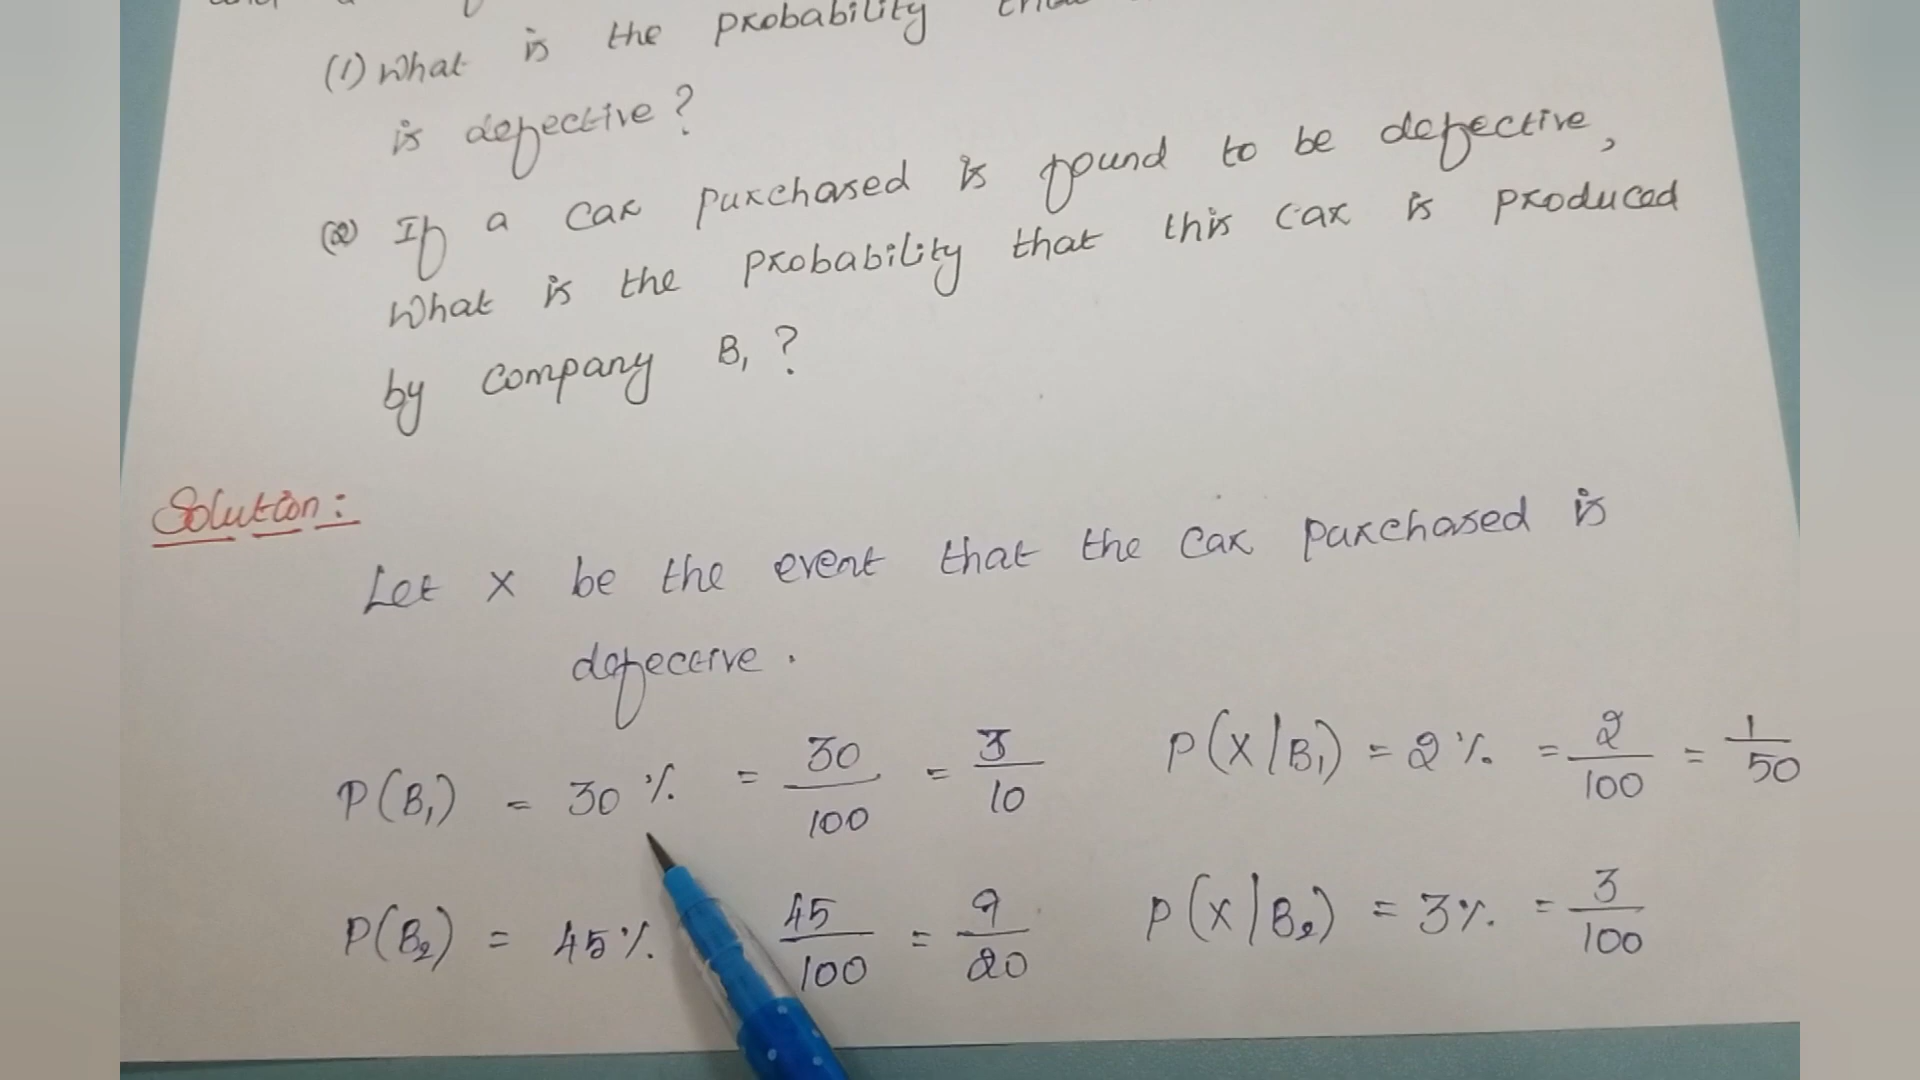 (1) What is the probability
is defective?
(2) If a car purchased is found to be defective,
What is the probability that this car is produced
by company B₁ ?
Solution:
Let X be the event that the car purchased is
defective.
P(B₁) = 30% = 30/100 = 3/10 P(X/B₁) = 2% = 2/100 = 1/50
P(B₂) = 45% 45/100 = 9/20 P(X/B₂) = 3% = 3/100